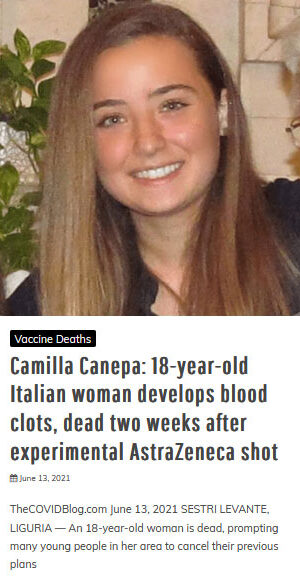 Vaccine Deaths
Camilla Canepa: 18-year-old
Italian woman develops blood
clots, dead two weeks after
experimental AstraZeneca shot
June 13, 2021
TheCOVIDBlog.com June 13, 2021 SESTRI LEVANTE,
LIGURIA — An 18-year-old woman is dead, prompting
many young people in her area to cancel their previous
plans